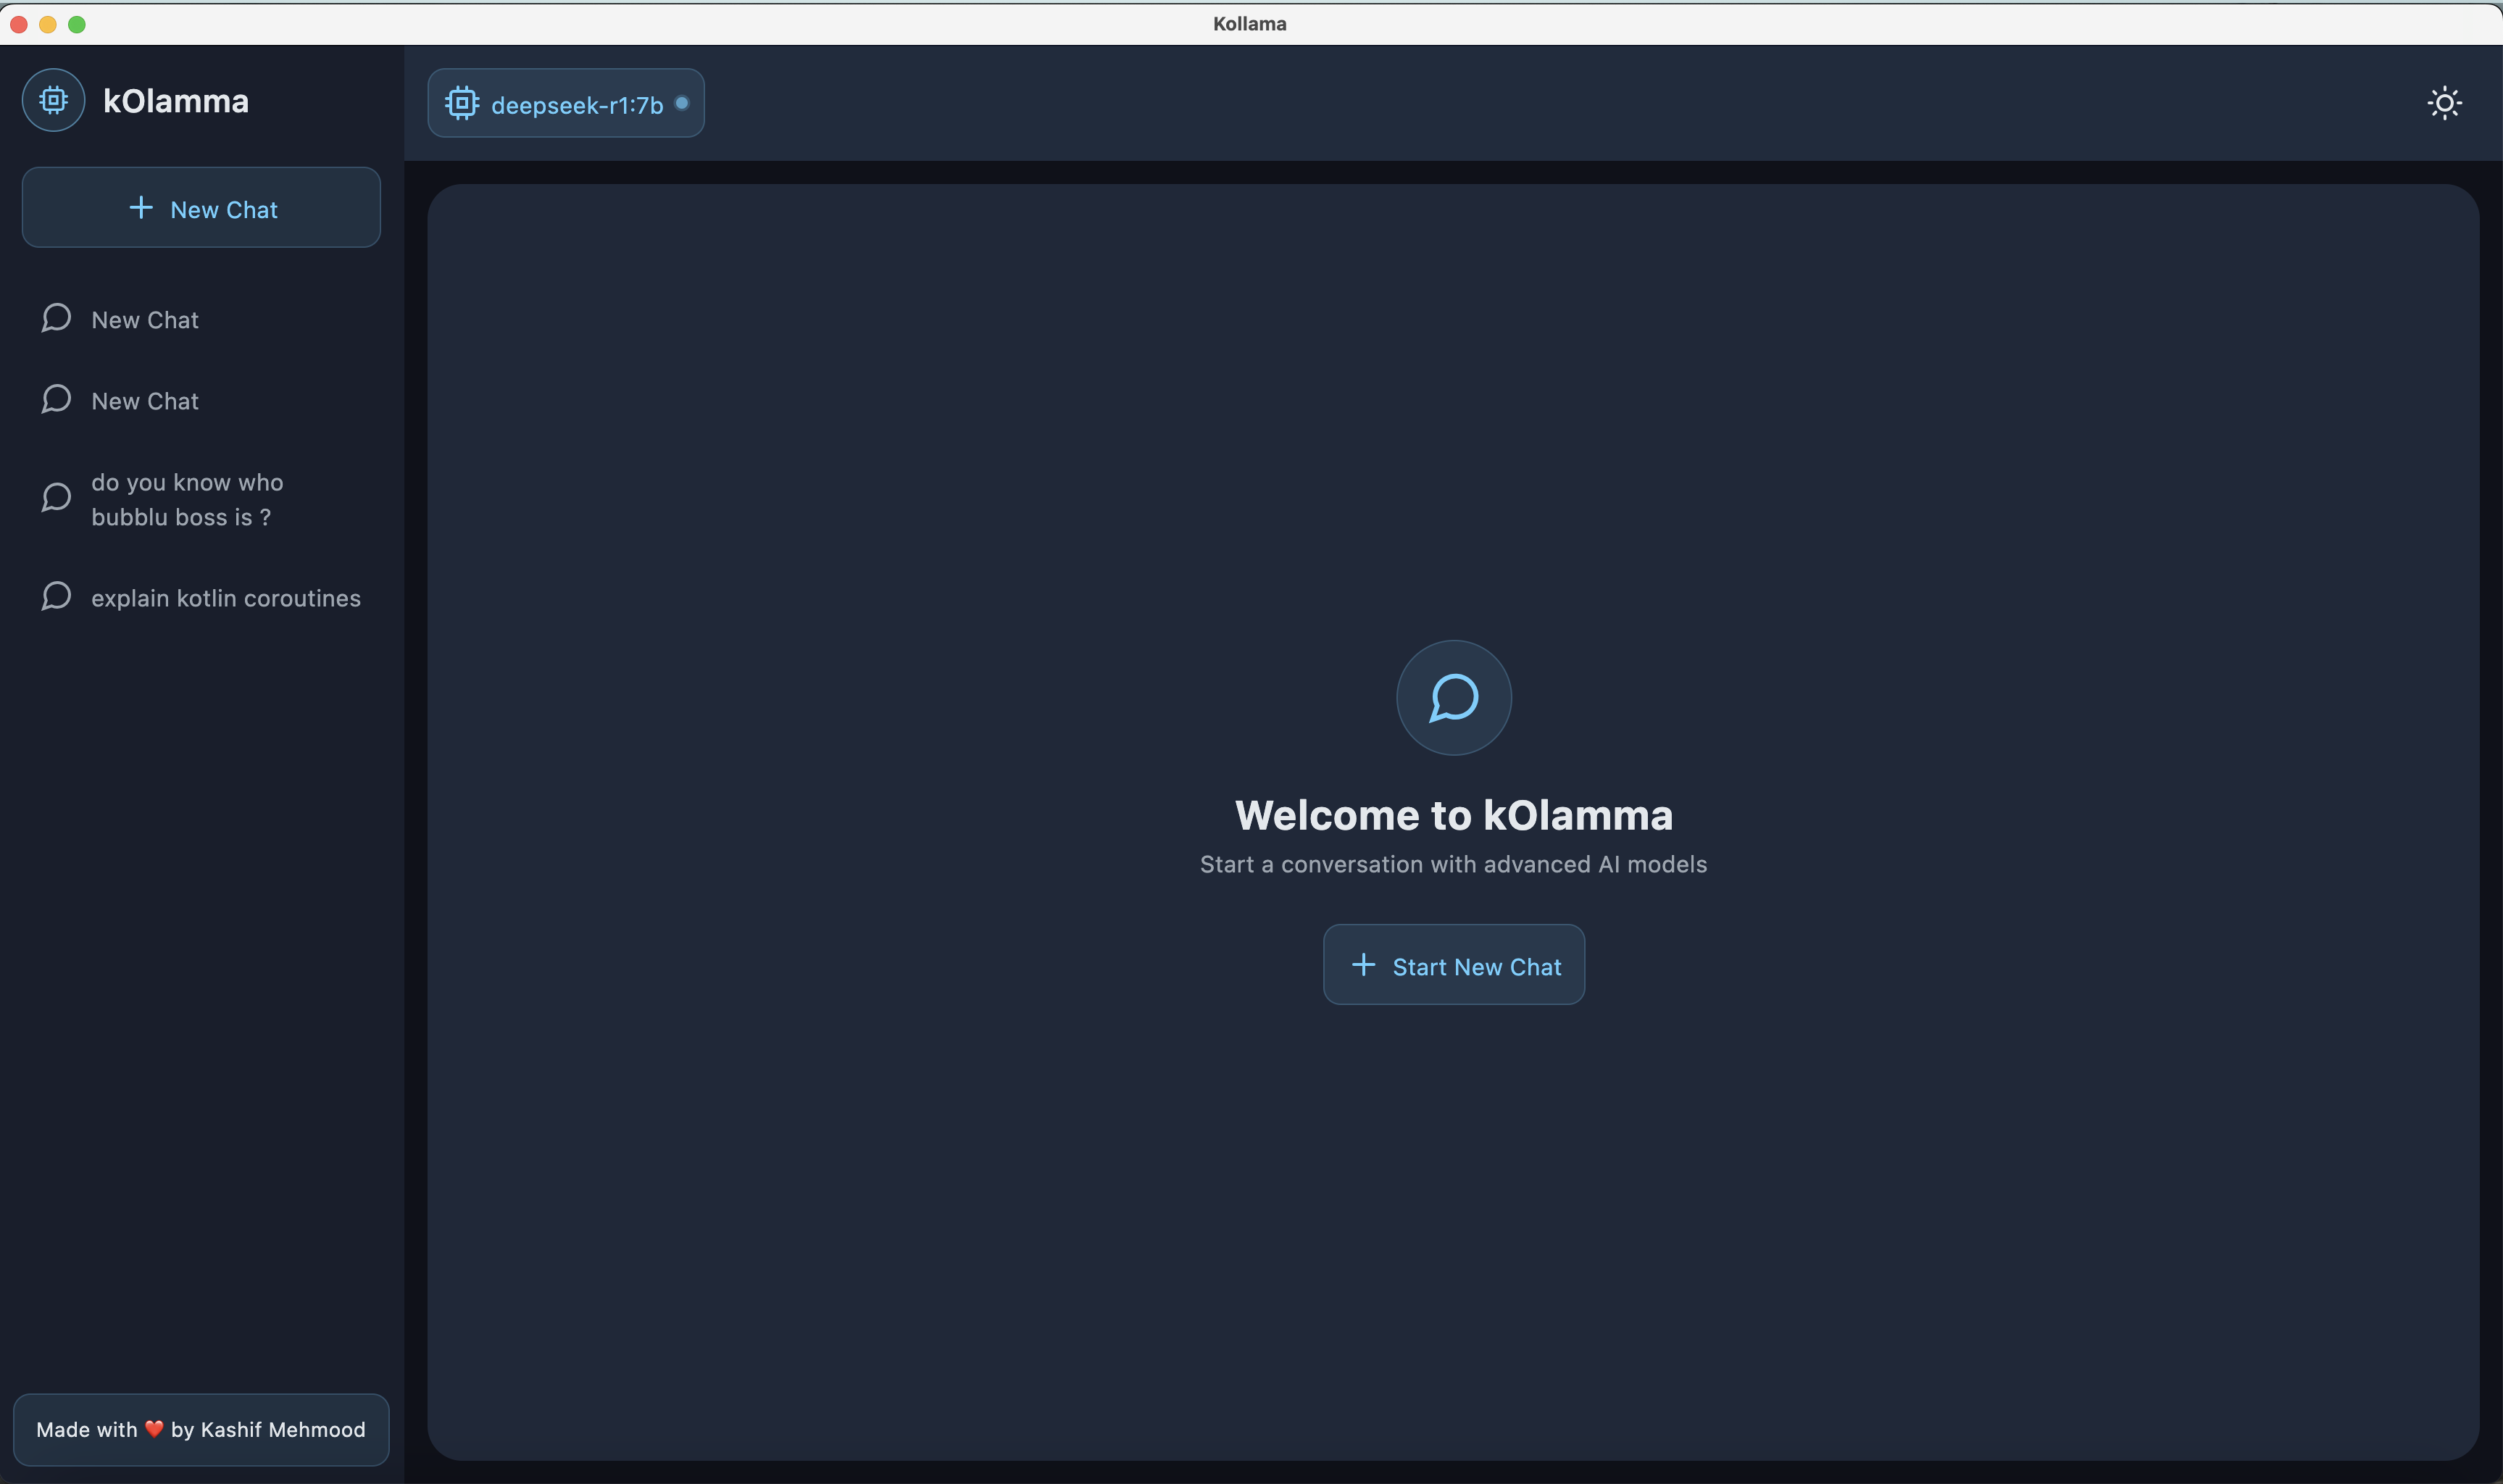 Kollama
kOlamma
New Chat
New Chat
New Chat
do you know who
bubblu boss is ?
explain kotlin coroutines
Made with ❤️ by Kashif Mehmood
deepseek-r1:7b
Welcome to kOlamma
Start a conversation with advanced AI models
Start New Chat